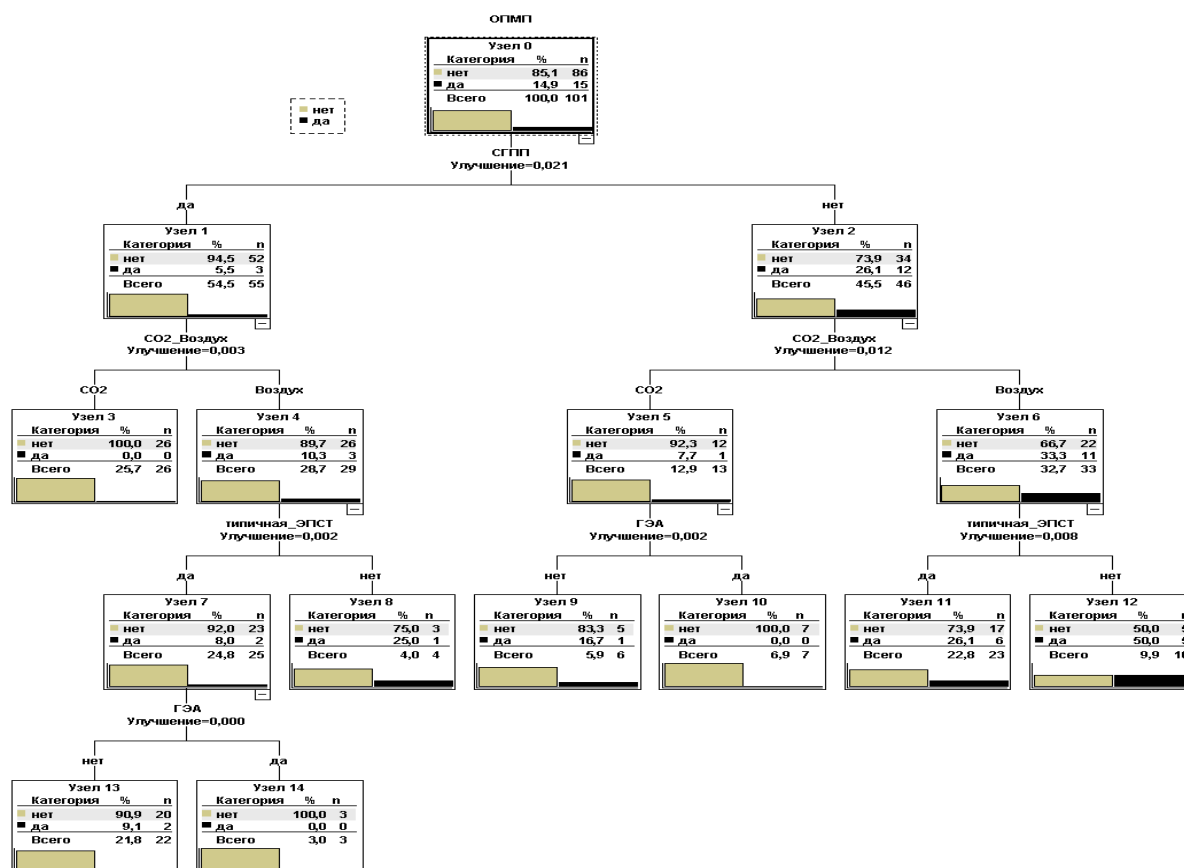 ОПМП
Узел 0
Категория % n
нет 85,1 86
да 14,9 15
Всего 100,0 101
нет
да
СГПП
Улучшение=0,021
да
нет
Узел 1
Категория % n
нет 94,5 52
да 5,5 3
Всего 54,5 55
Узел 2
Категория % n
нет 73,9 34
да 26,1 12
Всего 45,5 46
CO2_Воздух
Улучшение=0,003
CO2_Воздух
Улучшение=0,012
CO2
Воздух
CO2
Воздух
Узел 3
Категория % n
нет 100,0 26
да 0,0 0
Всего 25,7 26
Узел 4
Категория % n
нет 89,7 26
да 10,3 3
Всего 28,7 29
Узел 5
Категория % n
нет 92,3 12
да 7,7 1
Всего 12,9 13
Узел 6
Категория % n
нет 66,7 22
да 33,3 11
Всего 32,7 33
типичная_ЭПСТ
Улучшение=0,002
ГЭА
Улучшение=0,002
типичная_ЭПСТ
Улучшение=0,008
да
нет
нет
да
да
нет
Узел 7
Категория % n
нет 92,0 23
да 8,0 2
Всего 24,8 25
Узел 8
Категория % n
нет 75,0 3
да 25,0 1
Всего 4,0 4
Узел 9
Категория % n
нет 83,3 5
да 16,7 1
Всего 5,9 6
Узел 10
Категория % n
нет 100,0 7
да 0,0 0
Всего 6,9 7
Узел 11
Категория % n
нет 73,9 17
да 26,1 6
Всего 22,8 23
Узел 12
Категория %
нет 50,0
да 50,0
Всего 9,9
ГЭА
Улучшение=0,000
нет
да
Узел 13
Категория % n
нет 90,9 20
да 9,1 2
Всего 21,8 22
Узел 14
Категория % n
нет 100,0 3
да 0,0 0
Всего 3,0 3